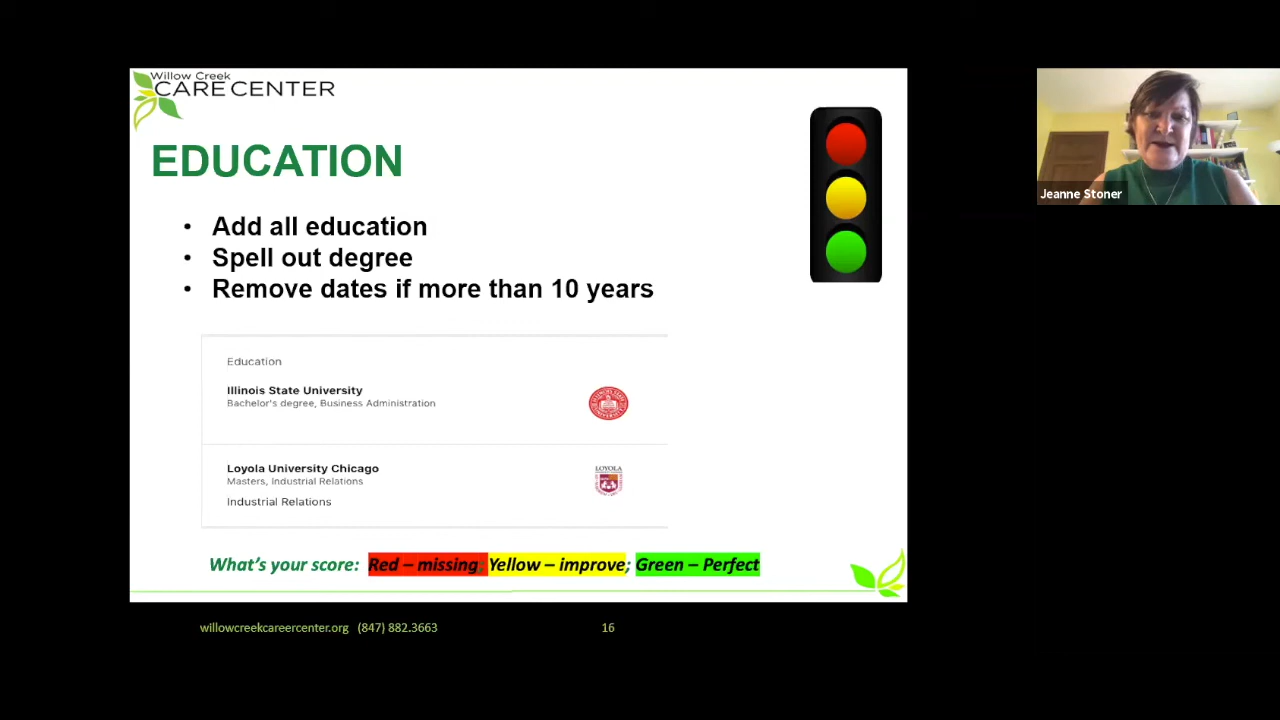 Willow Creek
CARE CENTER
EDUCATION
• Add all education
• Spell out degree
• Remove dates if more than 10 years
Education
Illinois State University
Bachelor's degree, Business Administration
Loyola University Chicago
Masters, Industrial Relations
Industrial Relations
LOYOLA
What's your score: Red – missing; Yellow – improve; Green – Perfect
willowcreekcareercenter.org (847) 882.3663
16
Jeanne Stoner